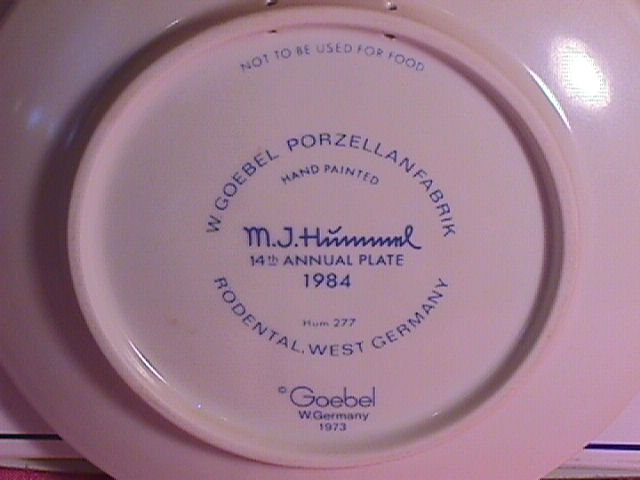 NOT TO BE USED FOR FOOD
W GOEBEL PORZELLANFABRIK
HAND PAINTED
M.J.Hummel
14th ANNUAL PLATE
1984
Hum 277
RODENTAL, WEST GERMANY
© Goebel
W.Germany
1973